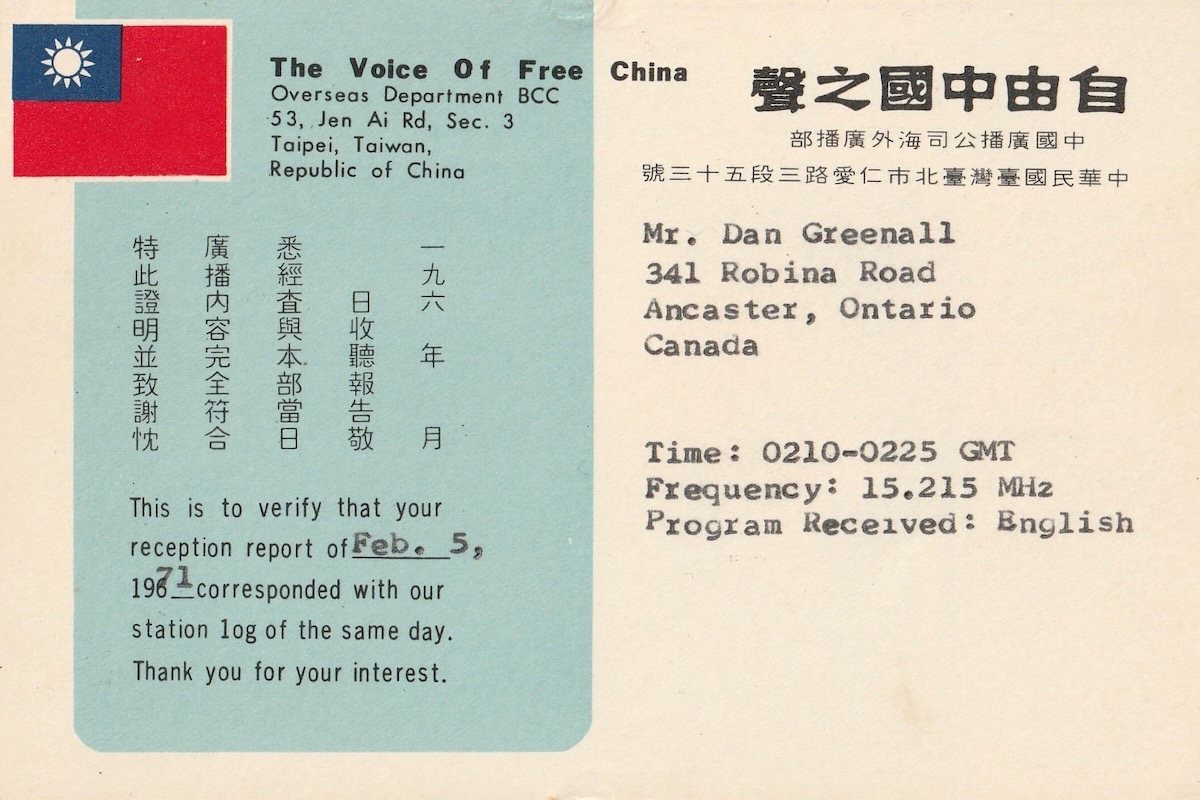 The Voice Of Free China
Overseas Department BCC
53, Jen Ai Rd, Sec. 3
Taipei, Taiwan,
Republic of China
自由中國之聲
中國廣播公司海外廣播部
中華民國臺灣臺北市仁愛路三段五十三號
一九六 年 月
日收聽報告敬
悉經查與本部當日
廣播內容完全符合
特此證明並致謝忱
This is to verify that your
reception report of Feb. 5,
1971 corresponded with our
station log of the same day.
Thank you for your interest.
Mr. Dan Greenall
341 Robina Road
Ancaster, Ontario
Canada
Time: 0210-0225 GMT
Frequency: 15.215 MHz
Program Received: English